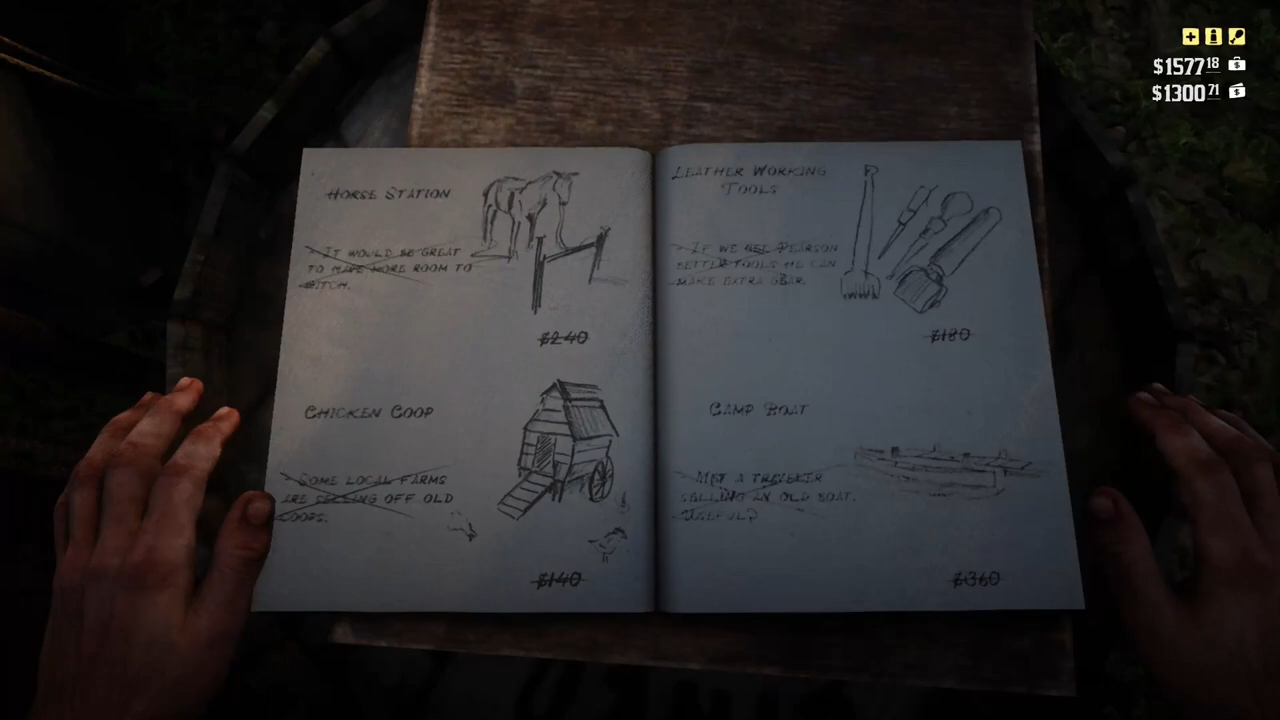 $1577 18
$1300 71
HORSE STATION
IT WOULD BE GREAT
TO MAKE MORE ROOM TO
HITCH.
$240
CHICKEN COOP
SOME LOCAL FARMS
ARE SELLING OFF OLD
COOPS.
$140
LEATHER WORKING
TOOLS
IF WE GET PEARSON
BETTER TOOLS HE CAN
MAKE EXTRA GEAR.
$180
CAMP BOAT
MET A TRAVELER
SELLING AN OLD BOAT.
USEFUL?
$360